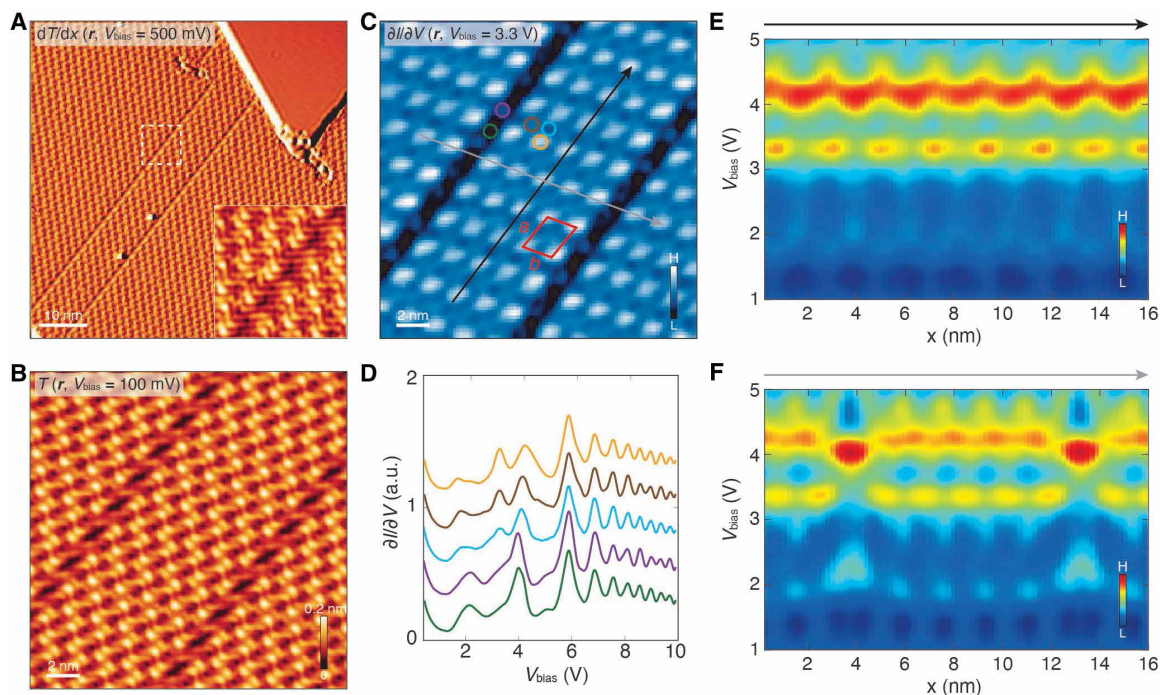 A
dT/dx (r, Vbias = 500 mV)
10 nm
B
T (r, Vbias = 100 mV)
0.2 nm
0
2 nm
C
∂I/∂V (r, Vbias = 3.3 V)
a
b
H
L
2 nm
D
2
1
0
∂I/∂V (a.u.)
2 4 6 8 10
Vbias (V)
E
5
4
3
2
1
Vbias (V)
H
L
0 2 4 6 8 10 12 14 16
x (nm)
F
5
4
3
2
1
Vbias (V)
H
L
0 2 4 6 8 10 12 14 16
x (nm)